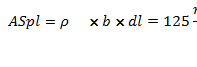 ASpl = ρ × b × dl = 125